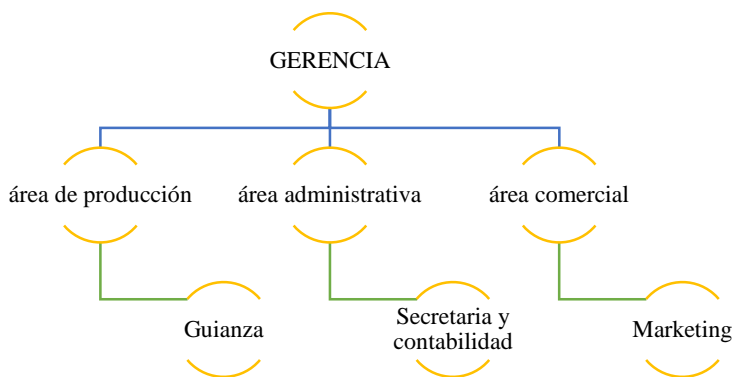 GERENCIA
área de producción
área administrativa
área comercial
Guianza
Secretaria y
contabilidad
Marketing